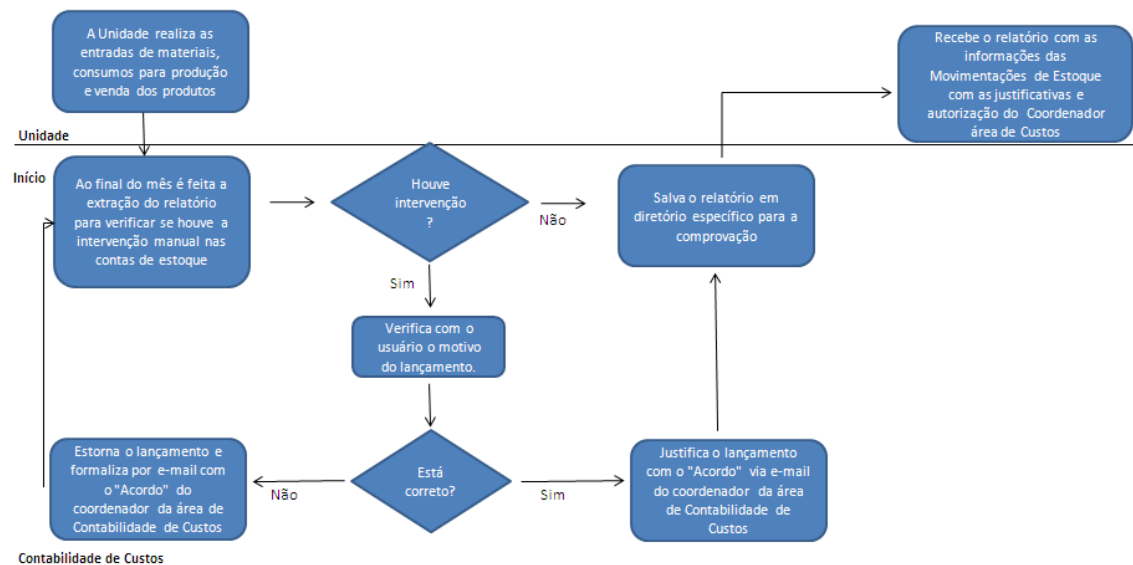 A Unidade realiza as
entradas de materiais,
consumos para produção
e venda dos produtos
Recebe o relatório com as
informações das
Movimentações de Estoque
com as justificativas e
autorização do Coordenador
área de Custos
Unidade
Início
Ao final do mês é feita a
extração do relatório
para verificar se houve a
intervenção manual nas
contas de estoque
Houve
intervenção
?
Não
Salva o relatório em
diretório específico para a
comprovação
Sim
Verifica com o
usuário o motivo
do lançamento.
Estorna o lançamento e
formaliza por e-mail com
o "Acordo" do
coordenador da área de
Contabilidade de Custos
Não
Está
correto?
Sim
Justifica o lançamento
com o "Acordo" via e-mail
do coordenador da área
de Contabilidade de
Custos
Contabilidade de Custos